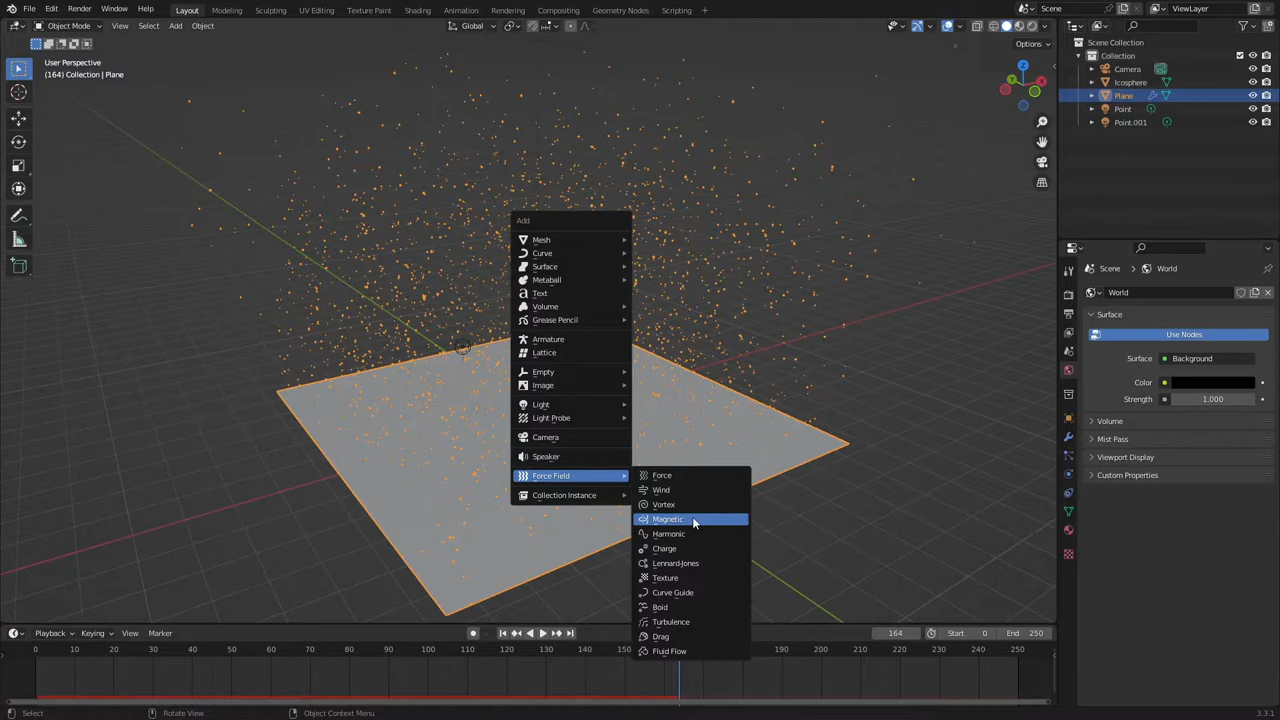 File Edit Render Window Help Layout Modeling Sculpting UV Editing Texture Paint Shading Animation Rendering Compositing Geometry Nodes Scripting + Scene ViewLayer
Object Mode View Select Add Object Global
Options
User Perspective
(164) Collection | Plane
Z
X
Y
Scene Collection
Collection
Camera
Icosphere
Plane
Point
Point.001
Scene > World
World
Surface
Use Nodes
Surface Background
Color
Strength 1.000
Volume
Mist Pass
Viewport Display
Custom Properties
Add
Mesh
Curve
Surface
Metaball
Text
Volume
Grease Pencil
Armature
Lattice
Empty
Image
Light
Light Probe
Camera
Speaker
Force Field
Collection Instance
Force
Wind
Vortex
Magnetic
Harmonic
Charge
Lennard-Jones
Texture
Curve Guide
Boid
Turbulence
Drag
Fluid Flow
Playback Keying View Marker 164 Start 0 End 250
0 10 20 30 40 50 60 70 80 90 100 110 120 130 140 150 180 190 200 210 220 230 240 250
Select Rotate View Object Context Menu 3.3.1